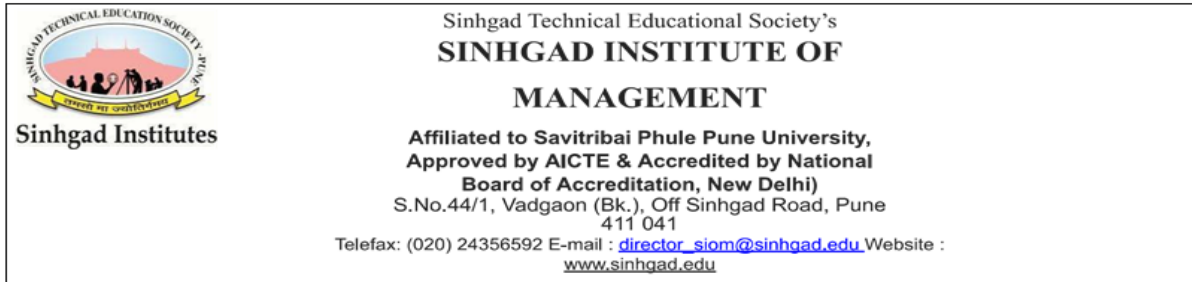 SINHGAD TECHNICAL EDUCATION SOCIETY - PUNE
तमसो मा ज्योतिर्गमय
Sinhgad Institutes
Sinhgad Technical Educational Society’s
SINHGAD INSTITUTE OF
MANAGEMENT
Affiliated to Savitribai Phule Pune University,
Approved by AICTE & Accredited by National
Board of Accreditation, New Delhi)
S.No.44/1, Vadgaon (Bk.), Off Sinhgad Road, Pune
411 041
Telefax: (020) 24356592 E-mail : director_siom@sinhgad.edu Website :
www.sinhgad.edu